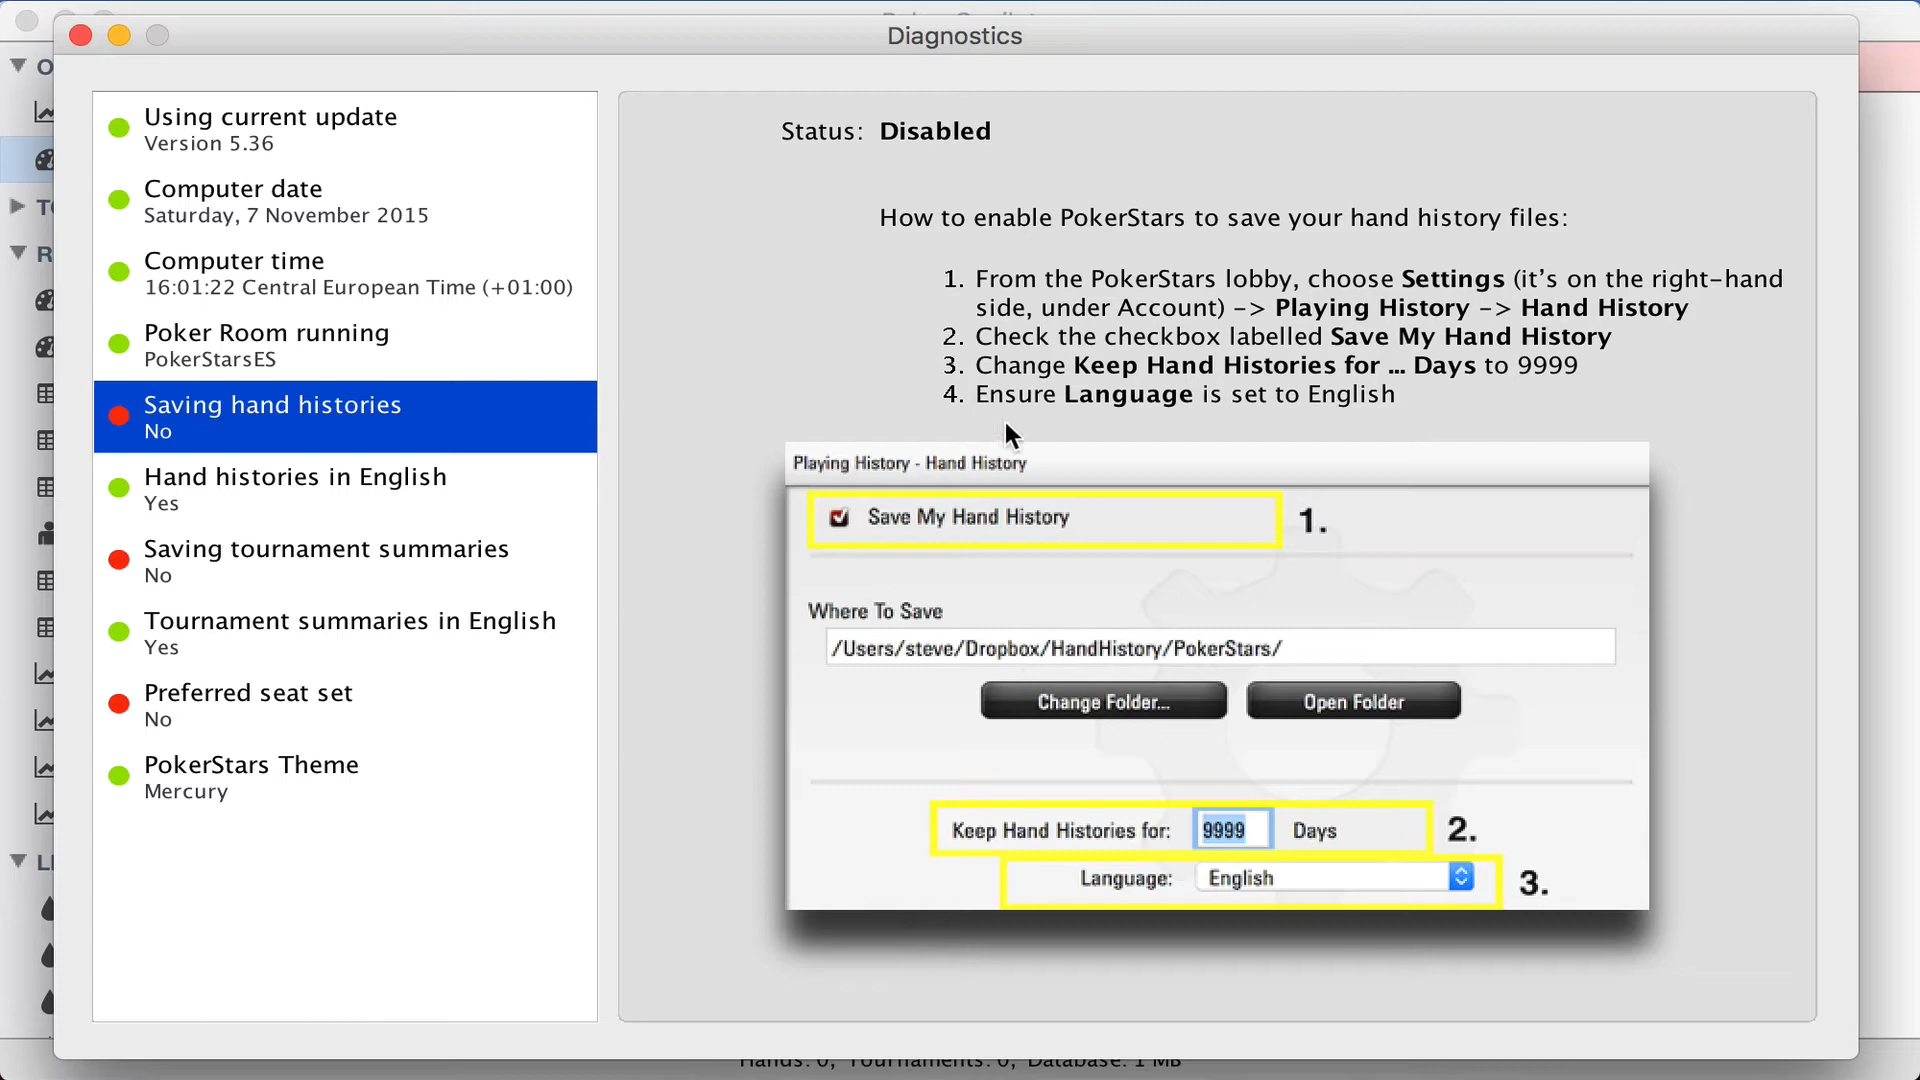 Diagnostics
Using current update
Version 5.36
Computer date
Saturday, 7 November 2015
Computer time
16:01:22 Central European Time (+01:00)
Poker Room running
PokerStarsES
Saving hand histories
No
Hand histories in English
Yes
Saving tournament summaries
No
Tournament summaries in English
Yes
Preferred seat set
No
PokerStars Theme
Mercury
Status: Disabled
How to enable PokerStars to save your hand history files:
1. From the PokerStars lobby, choose Settings (it’s on the right-hand
side, under Account) -> Playing History -> Hand History
2. Check the checkbox labelled Save My Hand History
3. Change Keep Hand Histories for ... Days to 9999
4. Ensure Language is set to English
Playing History - Hand History
Save My Hand History 1.
Where To Save
/Users/steve/Dropbox/HandHistory/PokerStars/
Change Folder... Open Folder
Keep Hand Histories for: 9999 Days 2.
Language: English 3.
Hands: 0, Tournaments: 0, Database: 1 MB